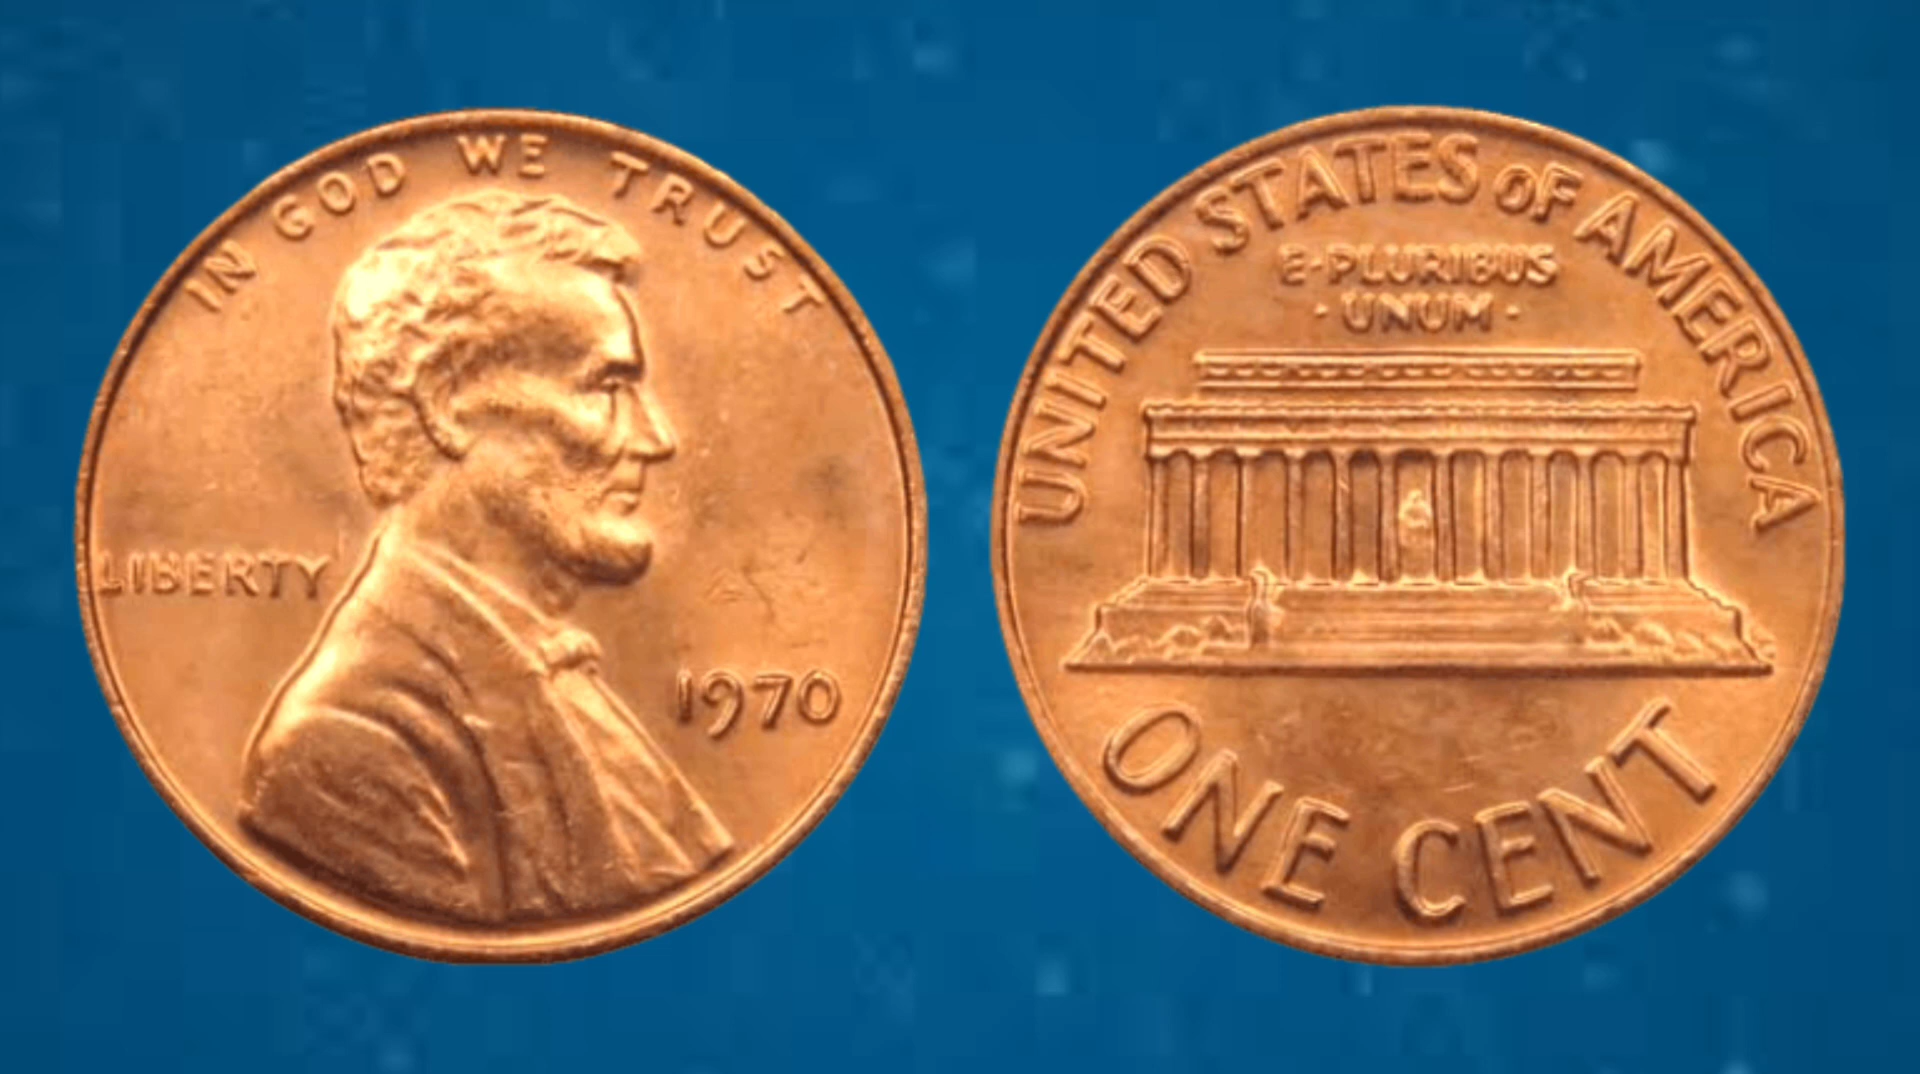 IN GOD WE TRUST
LIBERTY
1970
UNITED STATES OF AMERICA
E·PLURIBUS
·UNUM·
ONE CENT